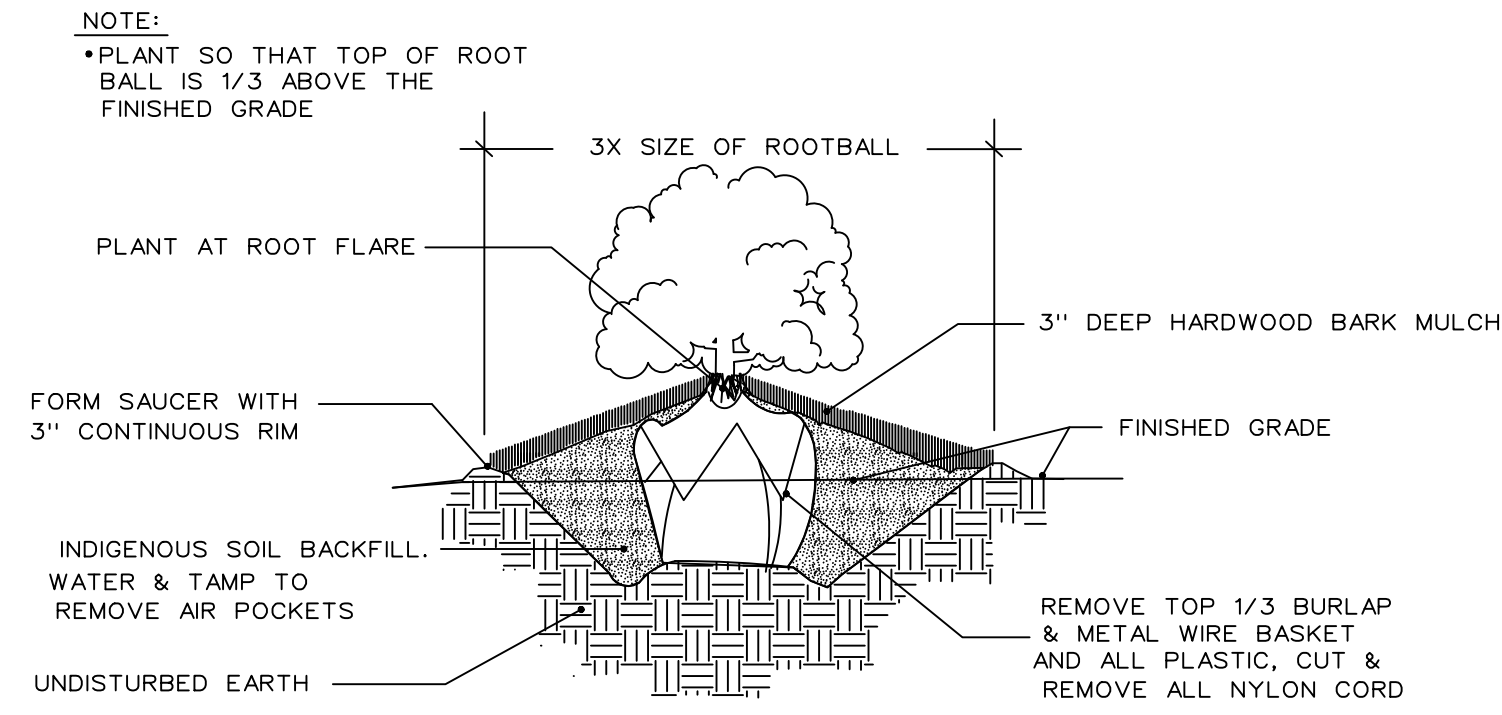 NOTE:
•PLANT SO THAT TOP OF ROOT
BALL IS 1/3 ABOVE THE
FINISHED GRADE
3X SIZE OF ROOTBALL
PLANT AT ROOT FLARE
3'' DEEP HARDWOOD BARK MULCH
FORM SAUCER WITH
3'' CONTINUOUS RIM
FINISHED GRADE
INDIGENOUS SOIL BACKFILL.
WATER & TAMP TO
REMOVE AIR POCKETS
REMOVE TOP 1/3 BURLAP
& METAL WIRE BASKET
AND ALL PLASTIC, CUT &
REMOVE ALL NYLON CORD
UNDISTURBED EARTH